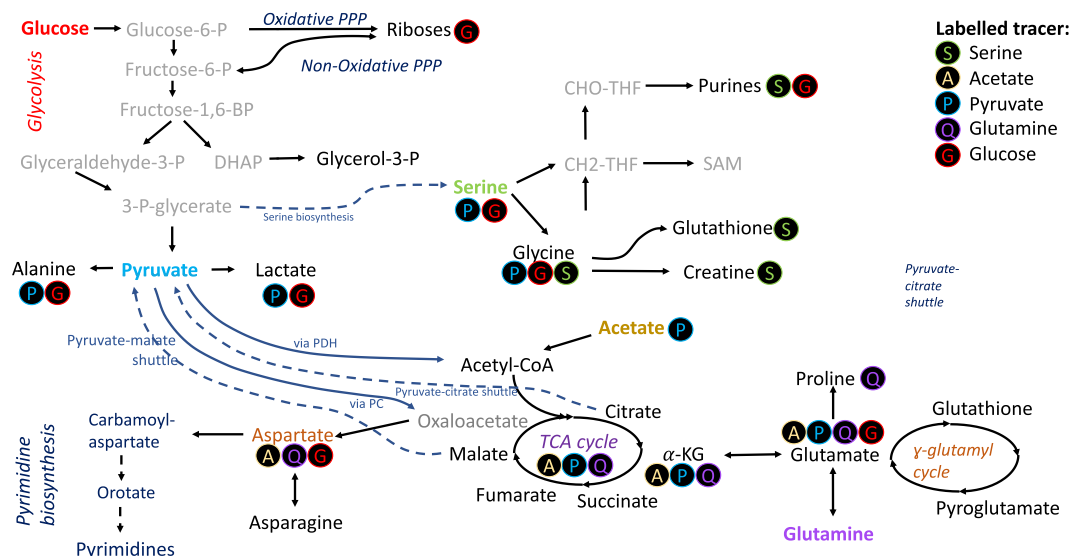 Glucose
Glucose-6-P
Oxidative PPP
Riboses G
Non-Oxidative PPP
Fructose-6-P
Glycolysis
Fructose-1,6-BP
Glyceraldehyde-3-P
DHAP
Glycerol-3-P
3-P-glycerate
Serine biosynthesis
Serine
P G
CHO-THF
Purines S G
CH2-THF
SAM
Glycine
P G S
Glutathione S
Creatine S
Labelled tracer:
S Serine
A Acetate
P Pyruvate
Q Glutamine
G Glucose
Alanine
P G
Pyruvate
Lactate
P G
Pyruvate-
citrate
shuttle
Pyruvate-malate
shuttle
via PDH
Acetate P
Acetyl-CoA
Pyruvate-citrate shuttle
via PC
Oxaloacetate
Citrate
Carbamoyl-
aspartate
Aspartate
A Q G
Malate
TCA cycle
A P Q
α-KG
A P Q
Fumarate
Succinate
Proline Q
A P Q G
Glutamate
Glutathione
ɣ-glutamyl
cycle
Pyroglutamate
Glutamine
Pyrimidine
biosynthesis
Orotate
Asparagine
Pyrimidines